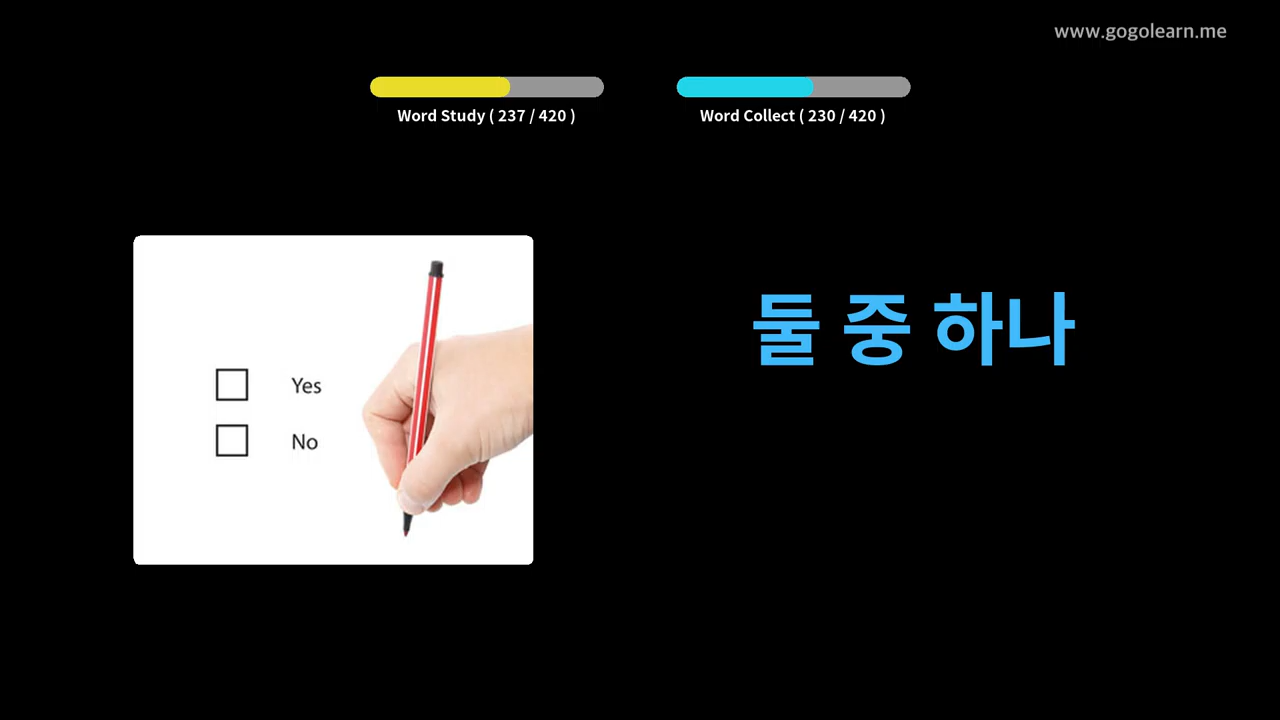 www.gogolearn.me
Word Study ( 237 / 420 )
Word Collect ( 230 / 420 )
Yes
No
둘 중 하나